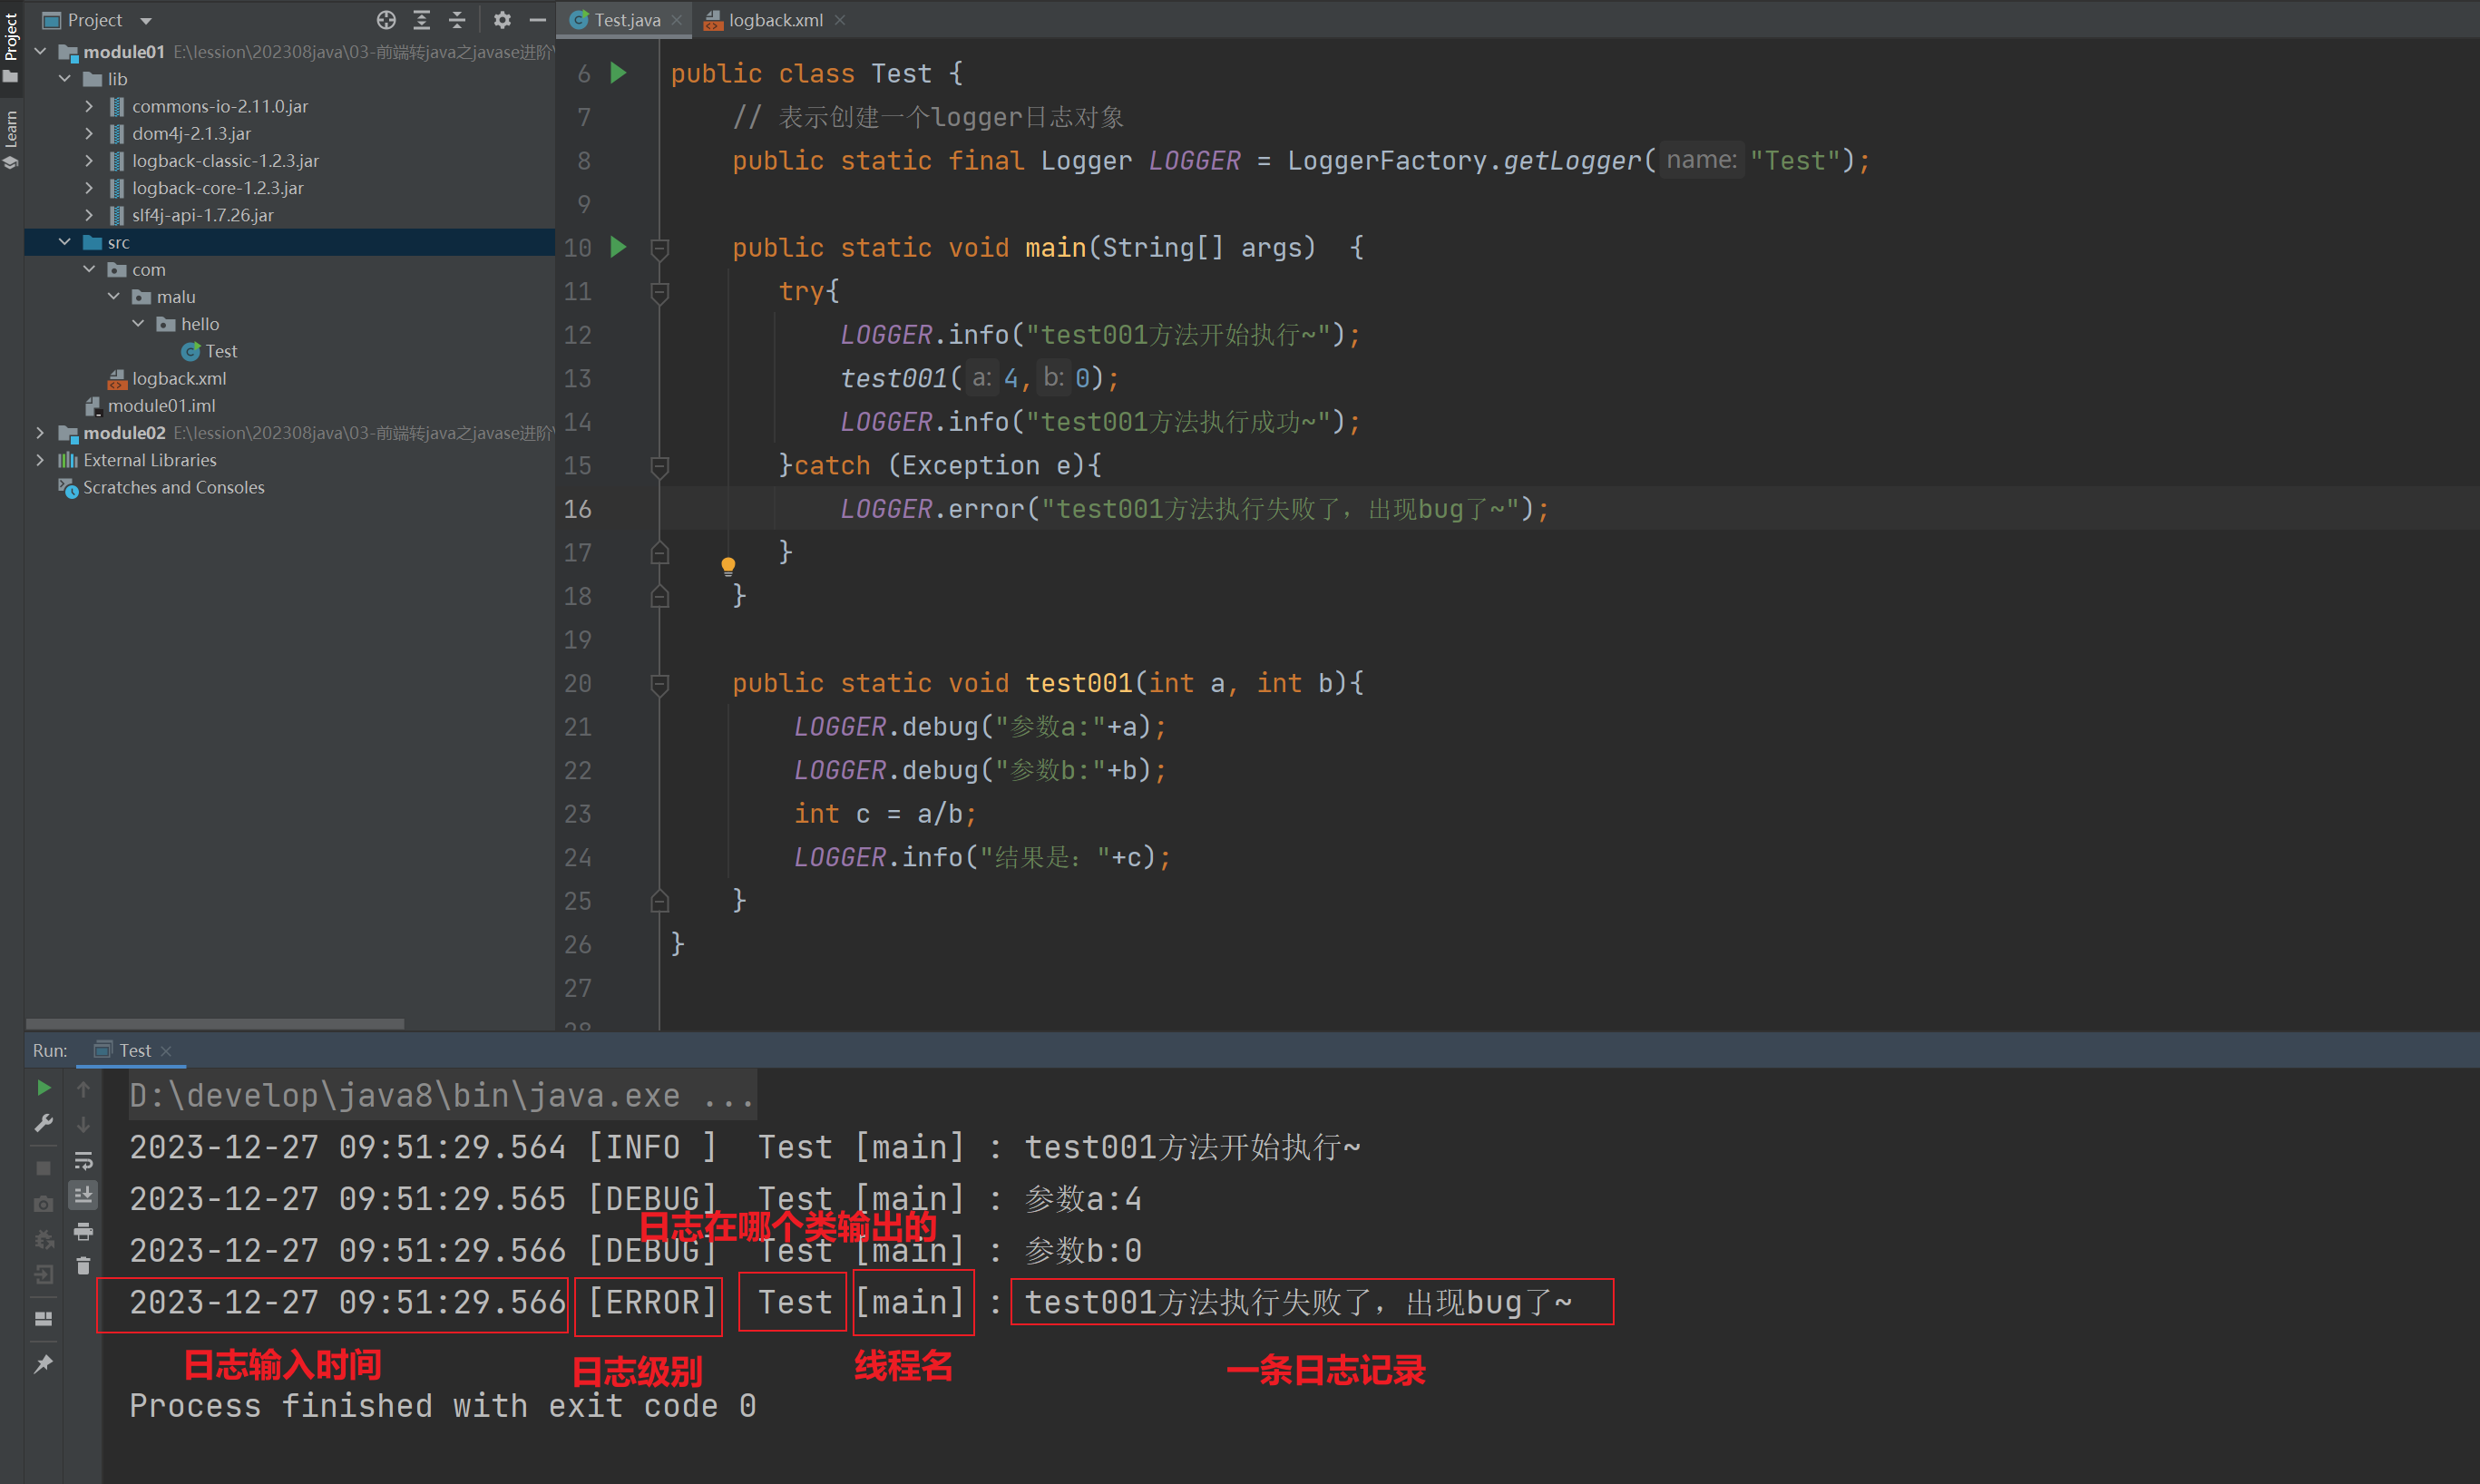 Project
Learn
Project
module01 E:\lession\202308java\03-前端转java之javase进阶\
lib
commons-io-2.11.0.jar
dom4j-2.1.3.jar
logback-classic-1.2.3.jar
logback-core-1.2.3.jar
slf4j-api-1.7.26.jar
src
com
malu
hello
Test
logback.xml
module01.iml
module02 E:\lession\202308java\03-前端转java之javase进阶\
External Libraries
Scratches and Consoles
Test.java
logback.xml
6 public class Test {
7 // 表示创建一个logger日志对象
8 public static final Logger LOGGER = LoggerFactory.getLogger( name: "Test");
9
10 public static void main(String[] args)  {
11 try{
12 LOGGER.info("test001方法开始执行~");
13 test001( a: 4, b: 0);
14 LOGGER.info("test001方法执行成功~");
15 }catch (Exception e){
16 LOGGER.error("test001方法执行失败了，出现bug了~");
17 }
18 }
19
20 public static void test001(int a, int b){
21 LOGGER.debug("参数a:"+a);
22 LOGGER.debug("参数b:"+b);
23 int c = a/b;
24 LOGGER.info("结果是："+c);
25 }
26 }
27
28
Run: Test
D:\develop\java8\bin\java.exe ...
2023-12-27 09:51:29.564 [INFO ]  Test [main] : test001方法开始执行~
2023-12-27 09:51:29.565 [DEBUG]  Test [main] : 参数a:4
日志在哪个类输出的
2023-12-27 09:51:29.566 [DEBUG]  Test [main] : 参数b:0
2023-12-27 09:51:29.566 [ERROR]  Test [main] : test001方法执行失败了，出现bug了~
日志输入时间 日志级别 线程名 一条日志记录
Process finished with exit code 0